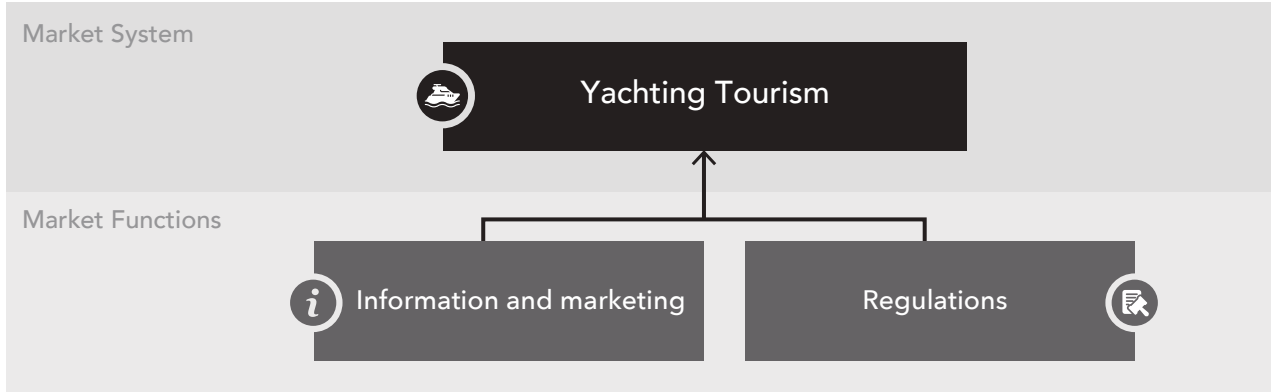 Market System
Yachting Tourism
Market Functions
Information and marketing
Regulations